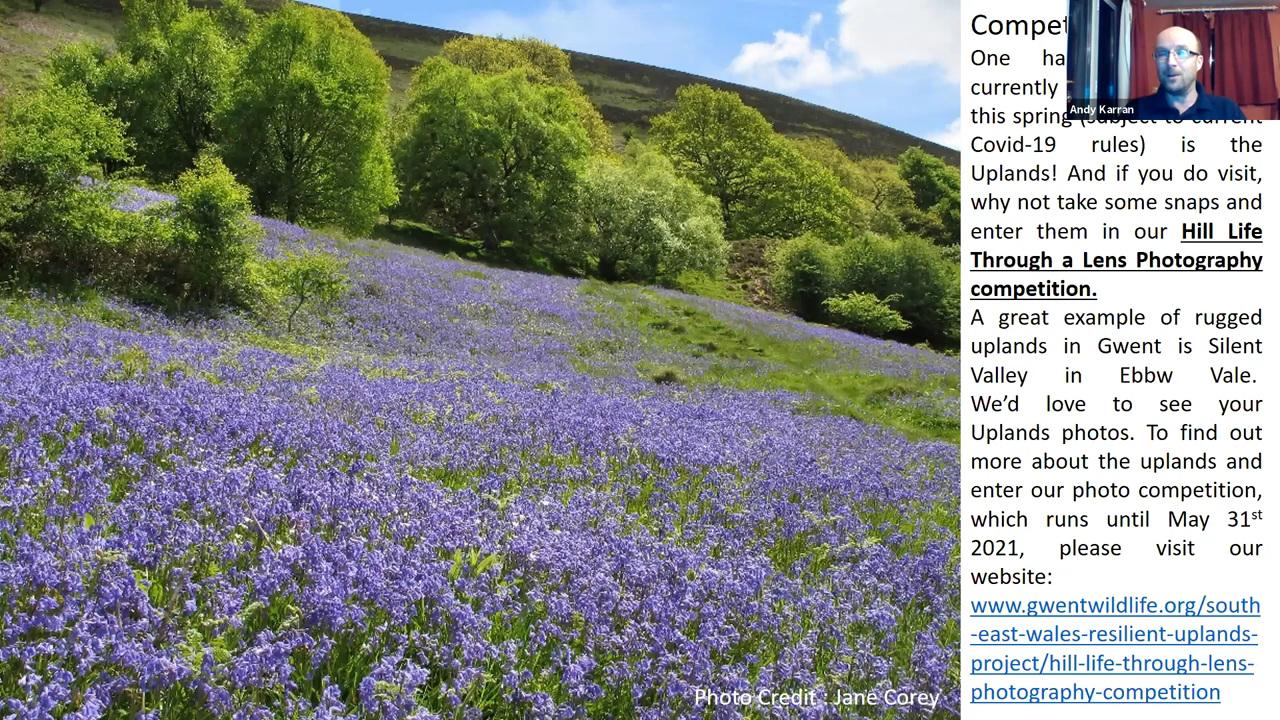 Compet
One ha
currently
this spring (subject to current
Covid-19 rules) is the
Uplands! And if you do visit,
why not take some snaps and
enter them in our Hill Life
Through a Lens Photography
competition.
A great example of rugged
uplands in Gwent is Silent
Valley in Ebbw Vale.
We’d love to see your
Uplands photos. To find out
more about the uplands and
enter our photo competition,
which runs until May 31st
2021, please visit our
website:
www.gwentwildlife.org/south
-east-wales-resilient-uplands-
project/hill-life-through-lens-
photography-competition
Andy Karran
Photo Credit : Jane Corey